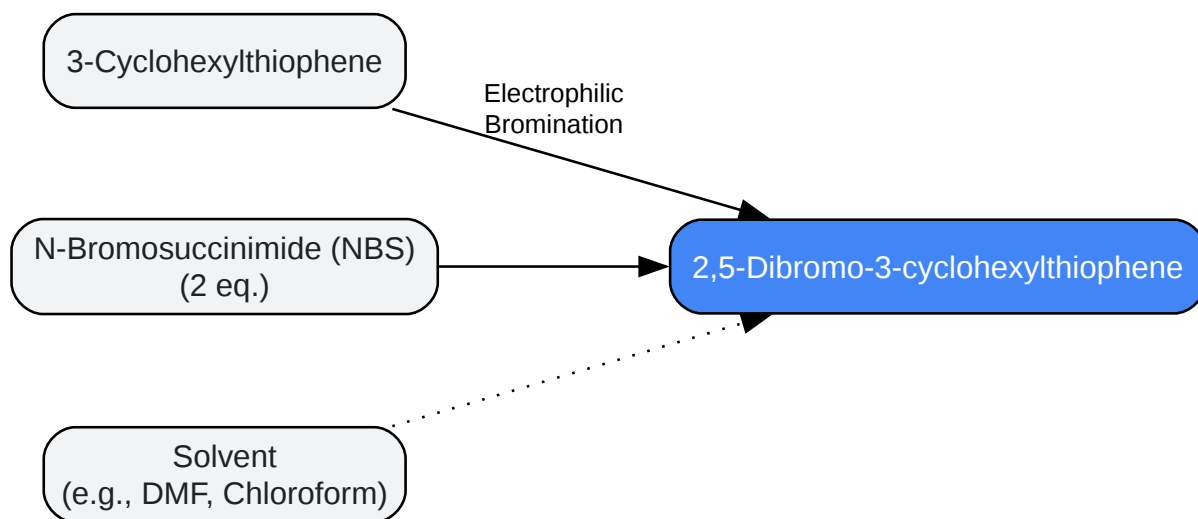 3-Cyclohexylthiophene
Electrophilic
Bromination
N-Bromosuccinimide (NBS)
(2 eq.)
2,5-Dibromo-3-cyclohexylthiophene
Solvent
(e.g., DMF, Chloroform)